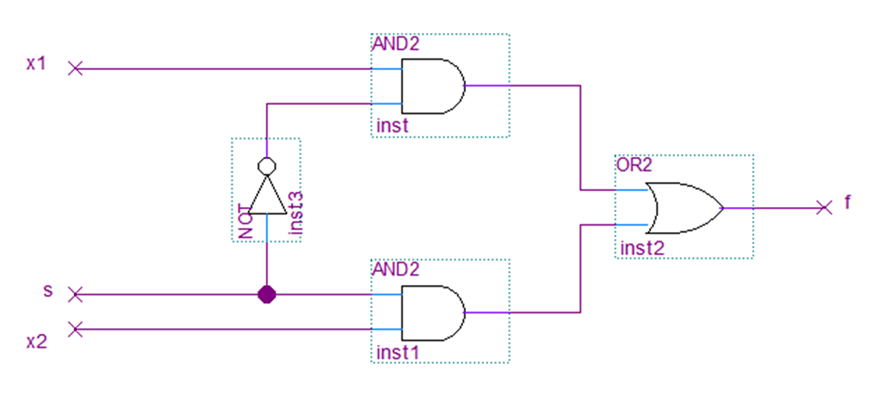 AND2
x1
inst
NOT
inst3
OR2
f
inst2
AND2
s
x2
inst1